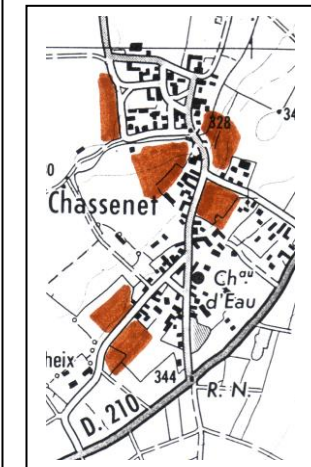 34
328
0
Chassenet
Chᵃᵘ
d'Eau
heix
344
R. N.
D. 210